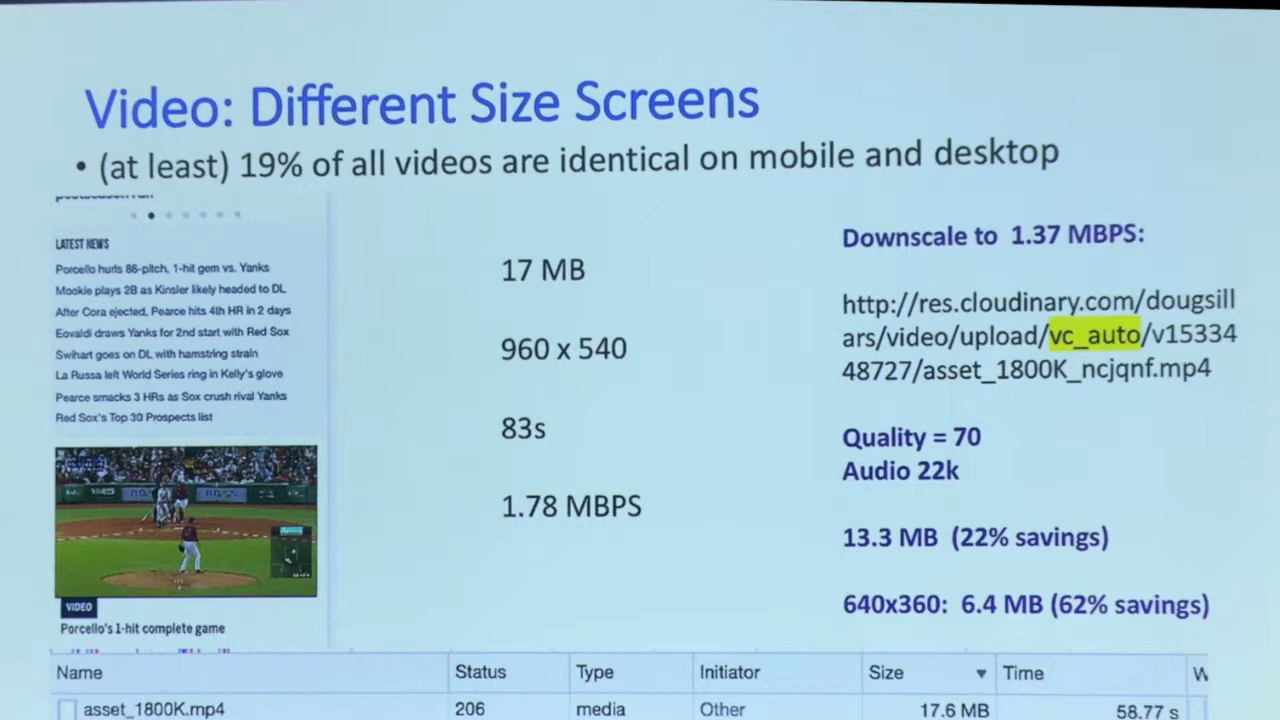 Video: Different Size Screens
• (at least) 19% of all videos are identical on mobile and desktop
LATEST NEWS
Porcello hurls 86-pitch, 1-hit gem vs. Yanks
Mookie plays 2B as Kinsler likely headed to DL
After Cora ejected, Pearce hits 4th HR in 2 days
Eovaldi draws Yanks for 2nd start with Red Sox
Swihart goes on DL with hamstring strain
La Russa left World Series ring in Kelly's glove
Pearce smacks 3 HRs as Sox crush rival Yanks
Red Sox's Top 30 Prospects list
VIDEO
Porcello's 1-hit complete game
17 MB
960 x 540
83s
1.78 MBPS
Downscale to 1.37 MBPS:
http://res.cloudinary.com/dougsill
ars/video/upload/vc_auto/v15334
48727/asset_1800K_ncjqnf.mp4
Quality = 70
Audio 22k
13.3 MB (22% savings)
640x360: 6.4 MB (62% savings)
Name Status Type Initiator Size ▼ Time W
asset_1800K.mp4 206 media Other 17.6 MB 58.77 s